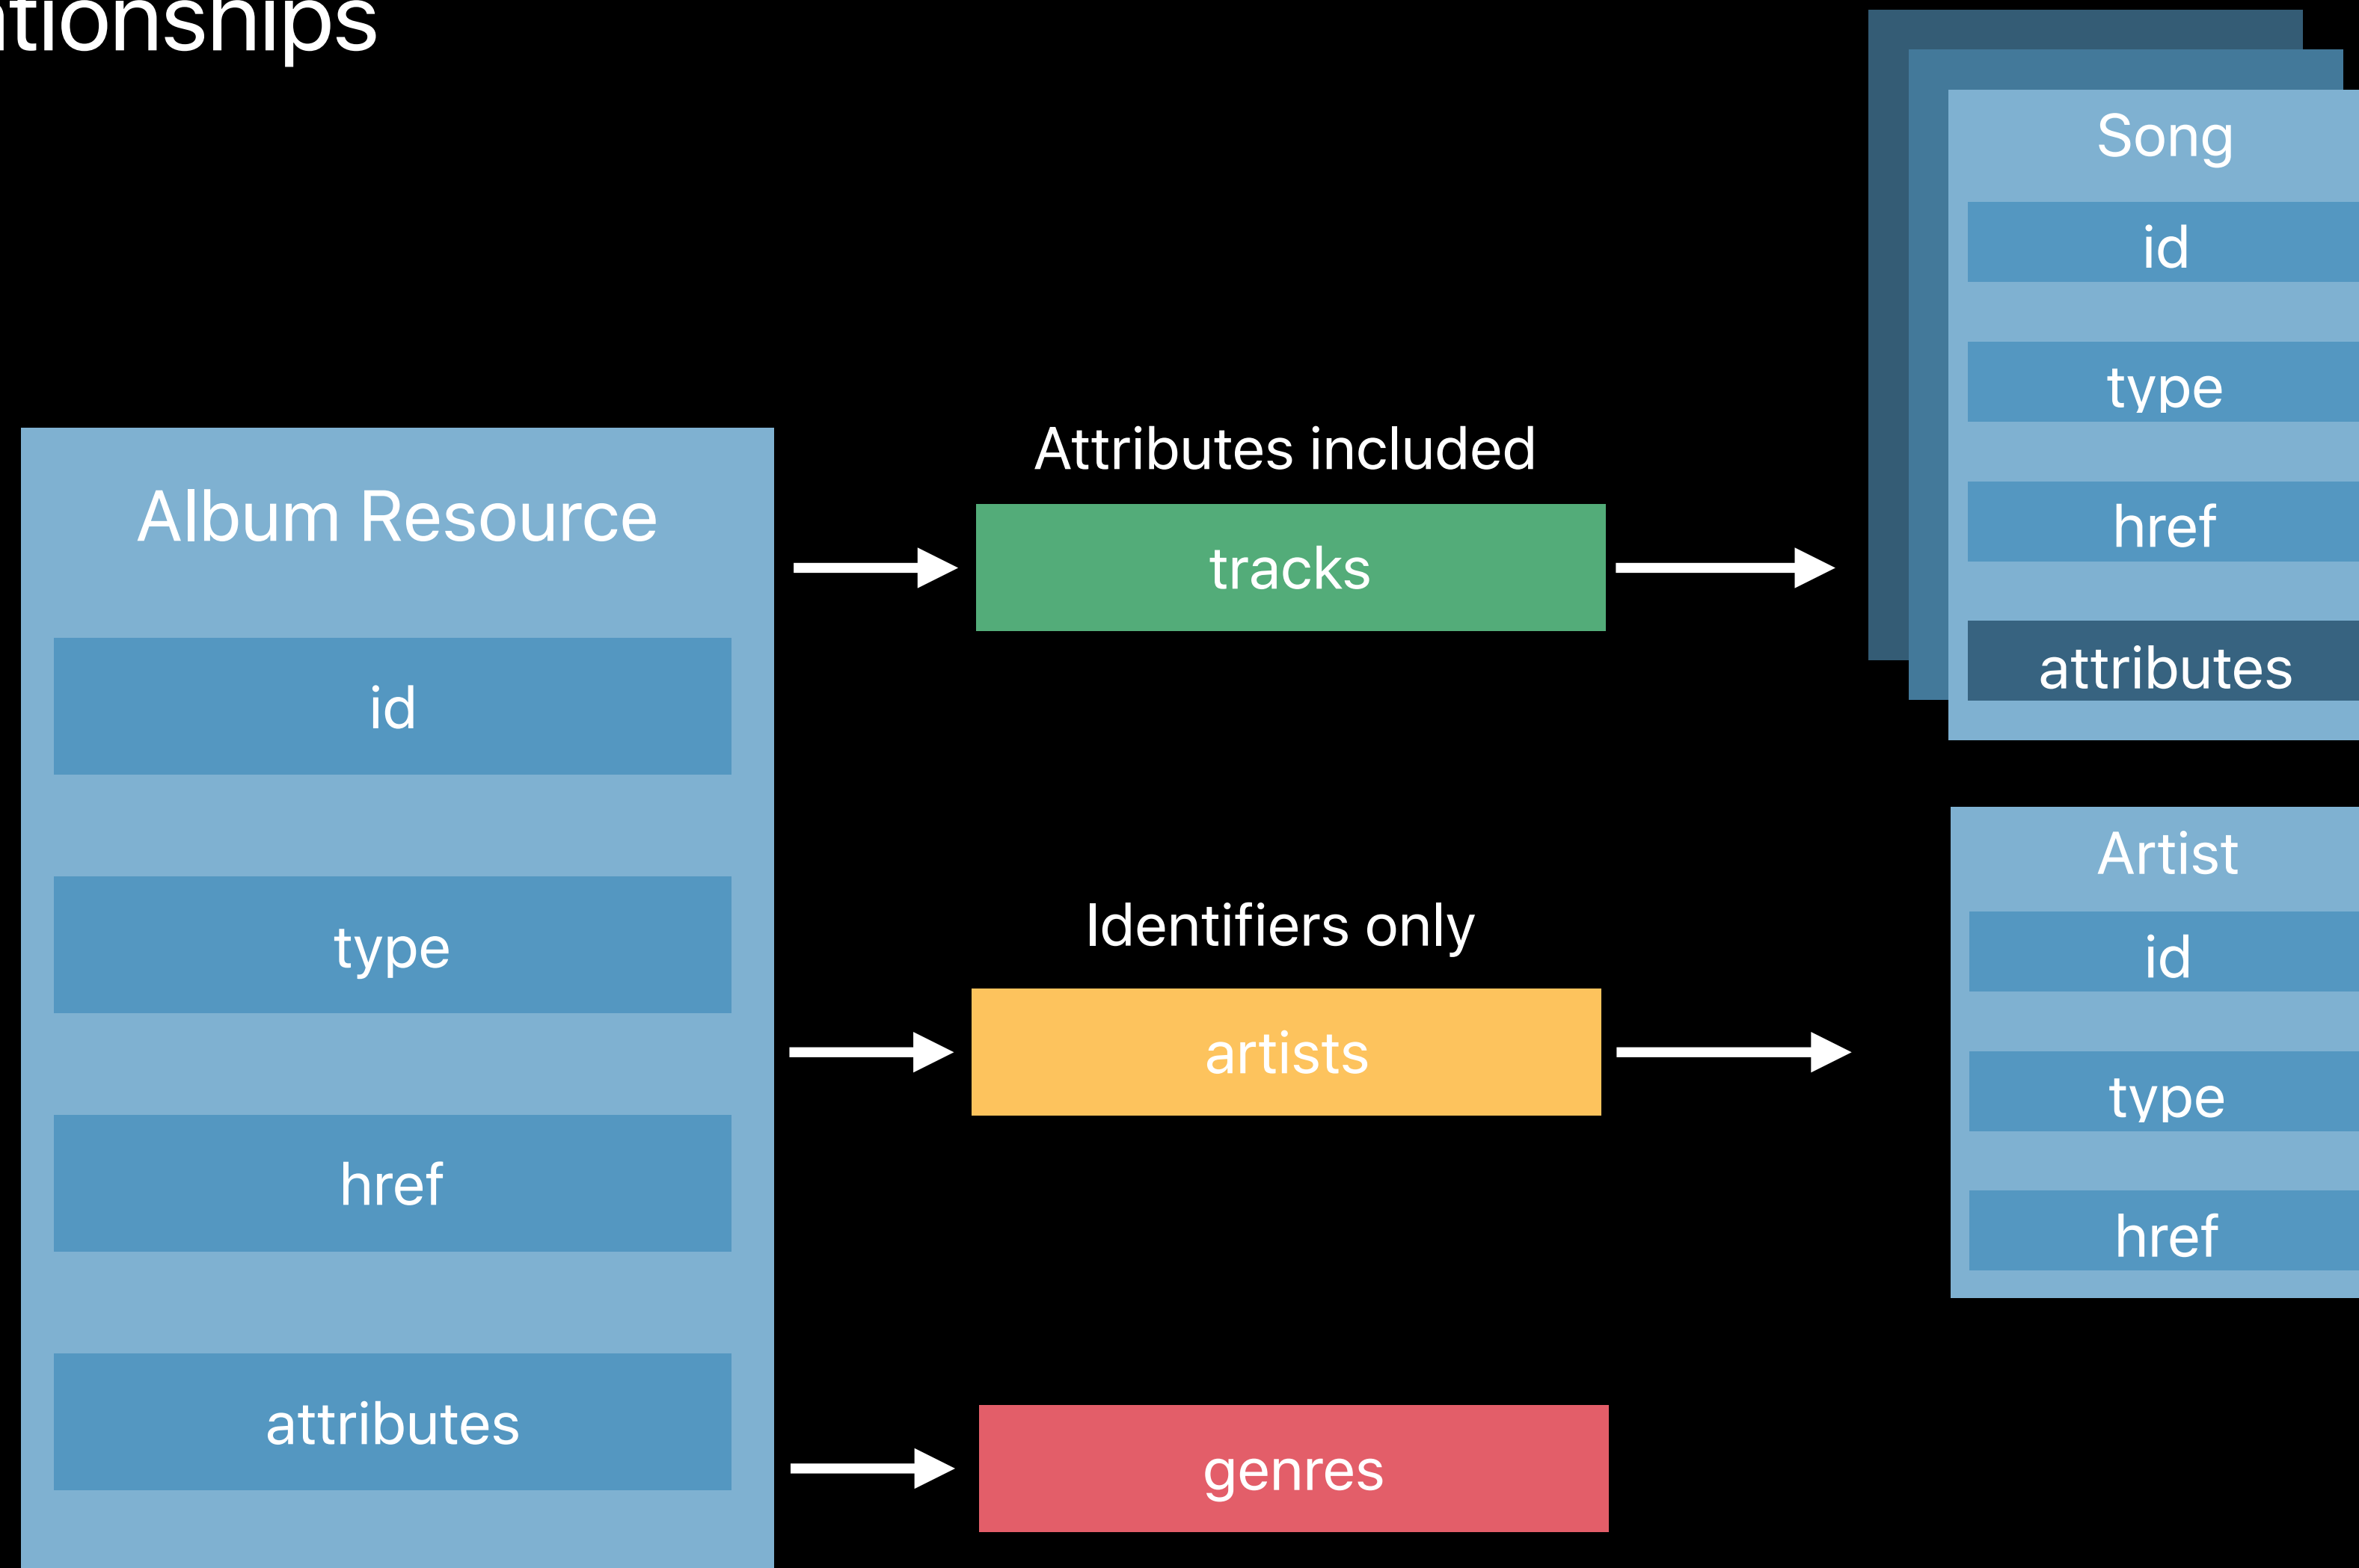 tionships
Album Resource
id
type
href
attributes
Attributes included
tracks
Identifiers only
artists
genres
Song
id
type
href
attributes
Artist
id
type
href